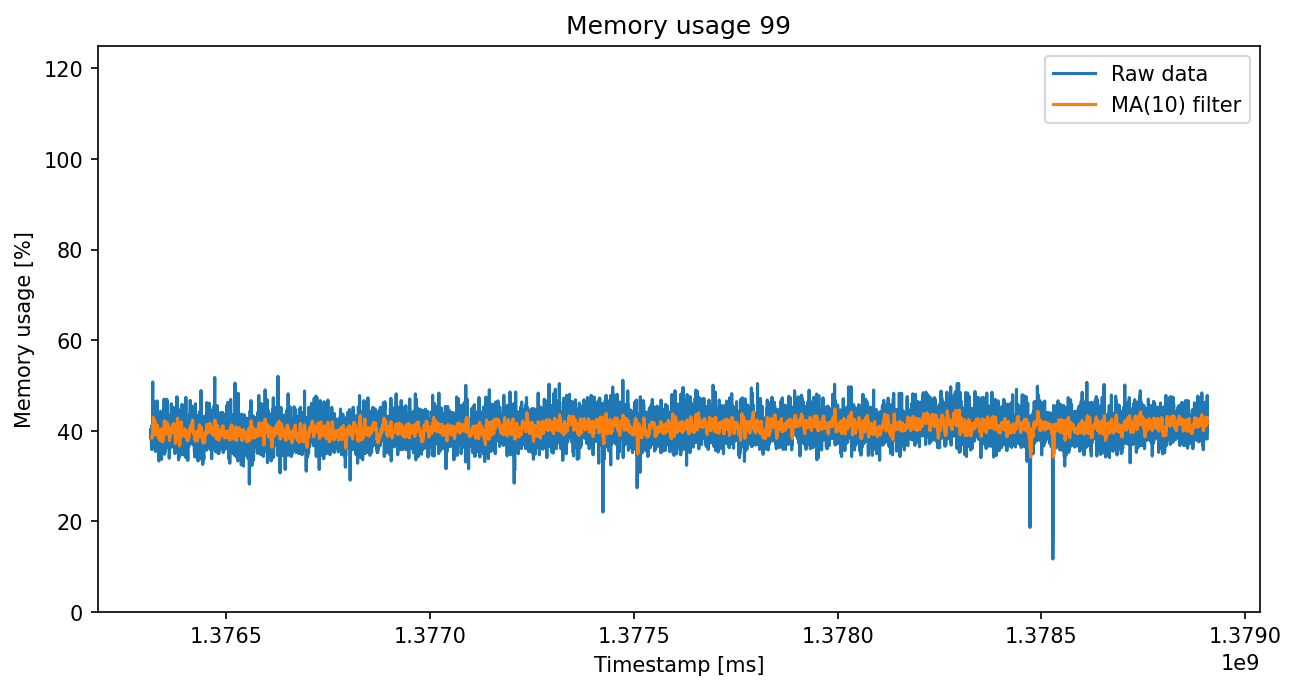 Memory usage 99
Raw data
MA(10) filter
120
100
80
60
40
20
0
Memory usage [%]
1.3765 1.3770 1.3775 1.3780 1.3785 1.3790
1e9
Timestamp [ms]